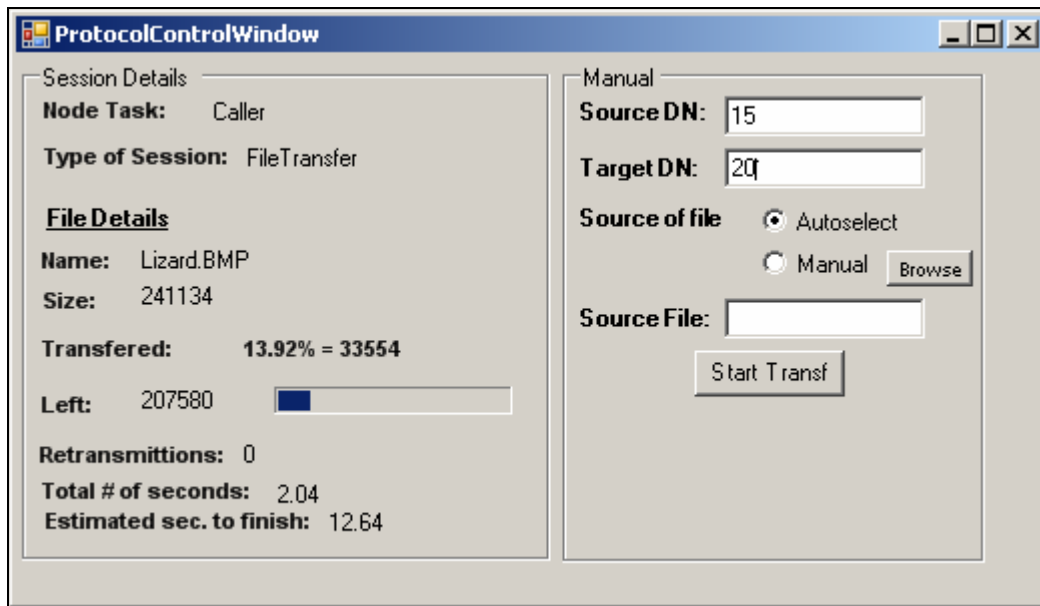 ProtocolControlWindow
Session Details
Node Task: Caller
Type of Session: FileTransfer
File Details
Name: Lizard.BMP
Size: 241134
Transfered: 13.92% = 33554
Left: 207580
Retransmittions: 0
Total # of seconds: 2.04
Estimated sec. to finish: 12.64
Manual
Source DN: 15
Target DN: 20
Source of file Autoselect
Manual Browse
Source File:
Start Transf